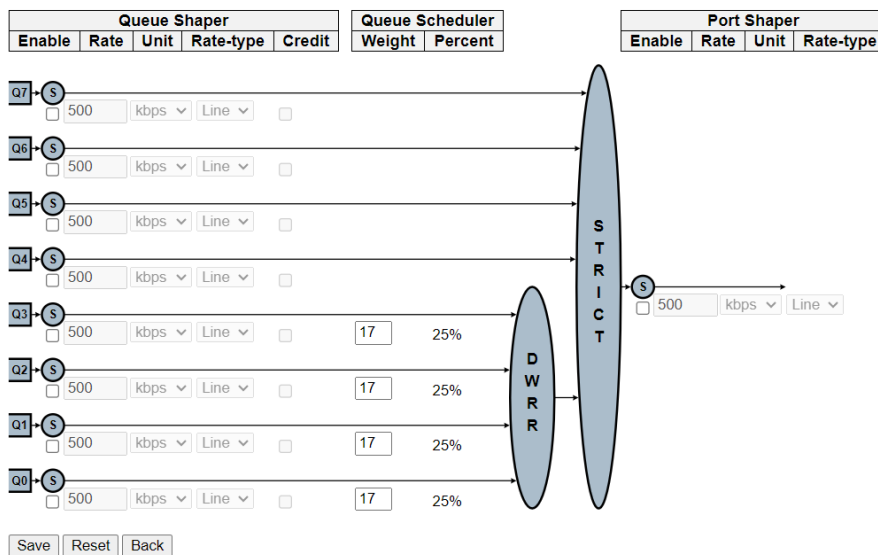 Queue Shaper Queue Scheduler Port Shaper
Enable Rate Unit Rate-type Credit Weight Percent Enable Rate Unit Rate-type
Q7 S
500 kbps Line
Q6 S
500 kbps Line
Q5 S
500 kbps Line
Q4 S
500 kbps Line
STRICT
S
500 kbps Line
Q3 S
500 kbps Line 17 25%
DWRR
Q2 S
500 kbps Line 17 25%
Q1 S
500 kbps Line 17 25%
Q0 S
500 kbps Line 17 25%
Save Reset Back